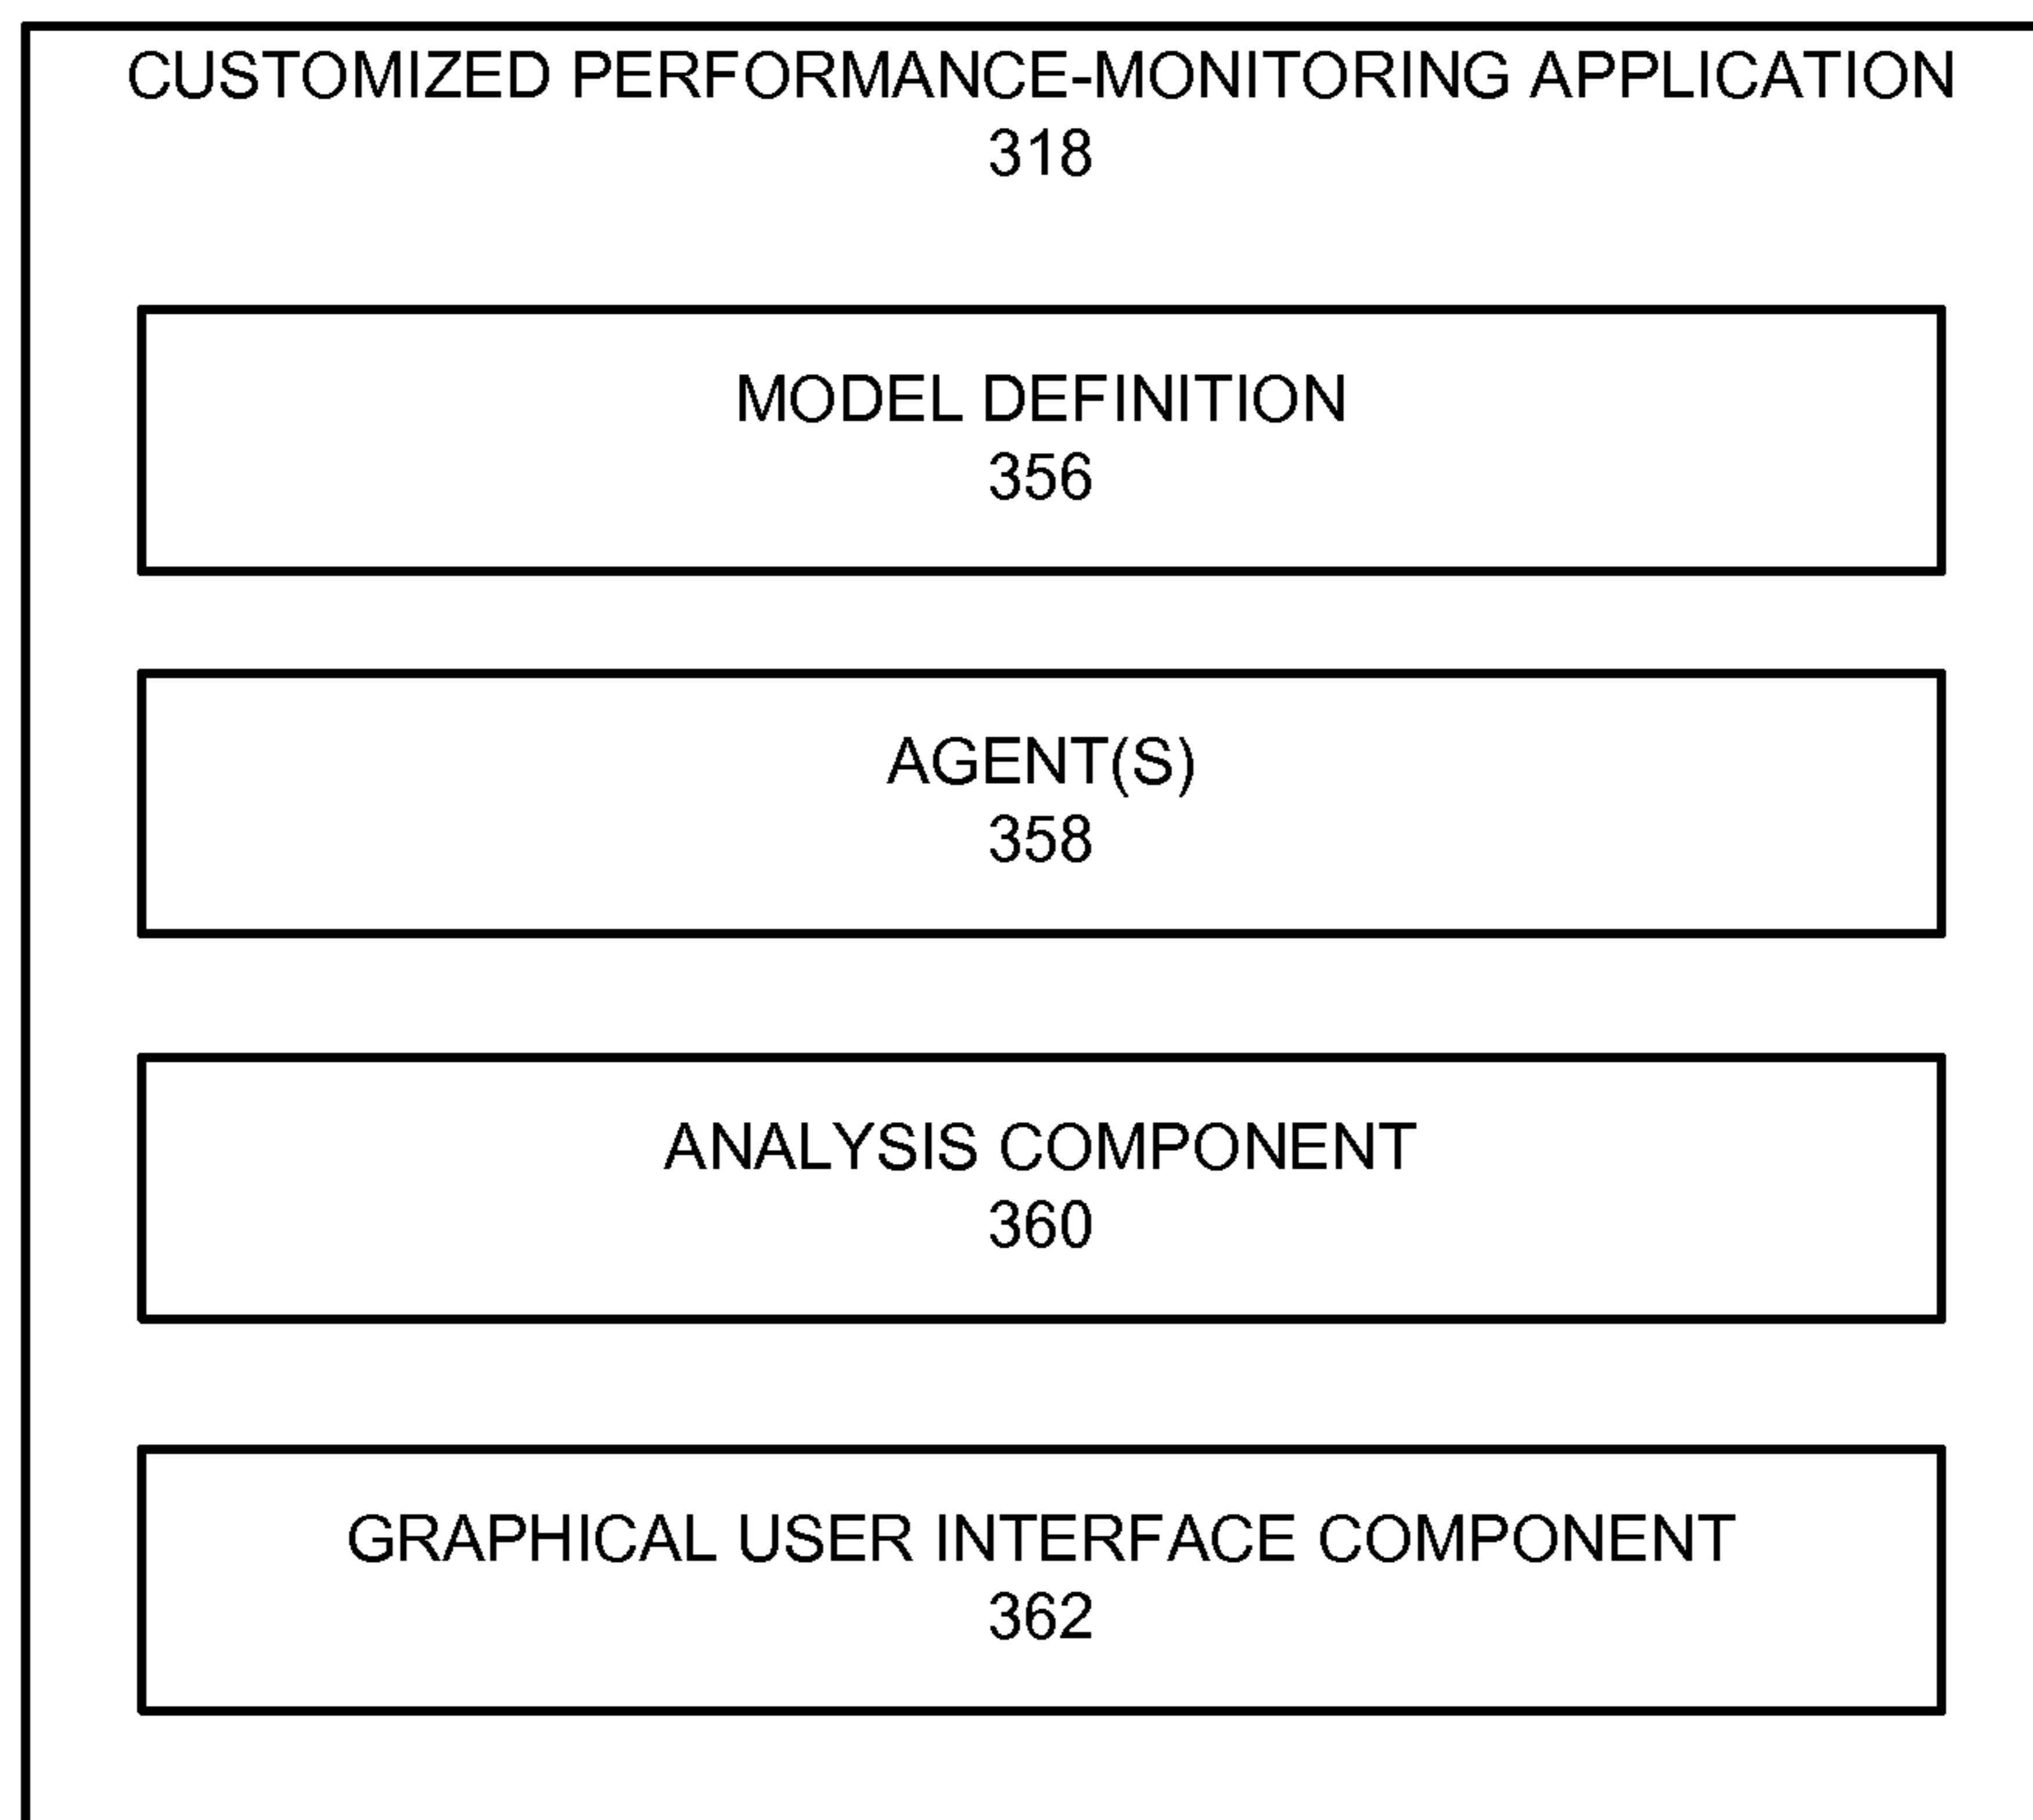 CUSTOMIZED PERFORMANCE-MONITORING APPLICATION
318
MODEL DEFINITION
356
AGENT(S)
358
ANALYSIS COMPONENT
360
GRAPHICAL USER INTERFACE COMPONENT
362